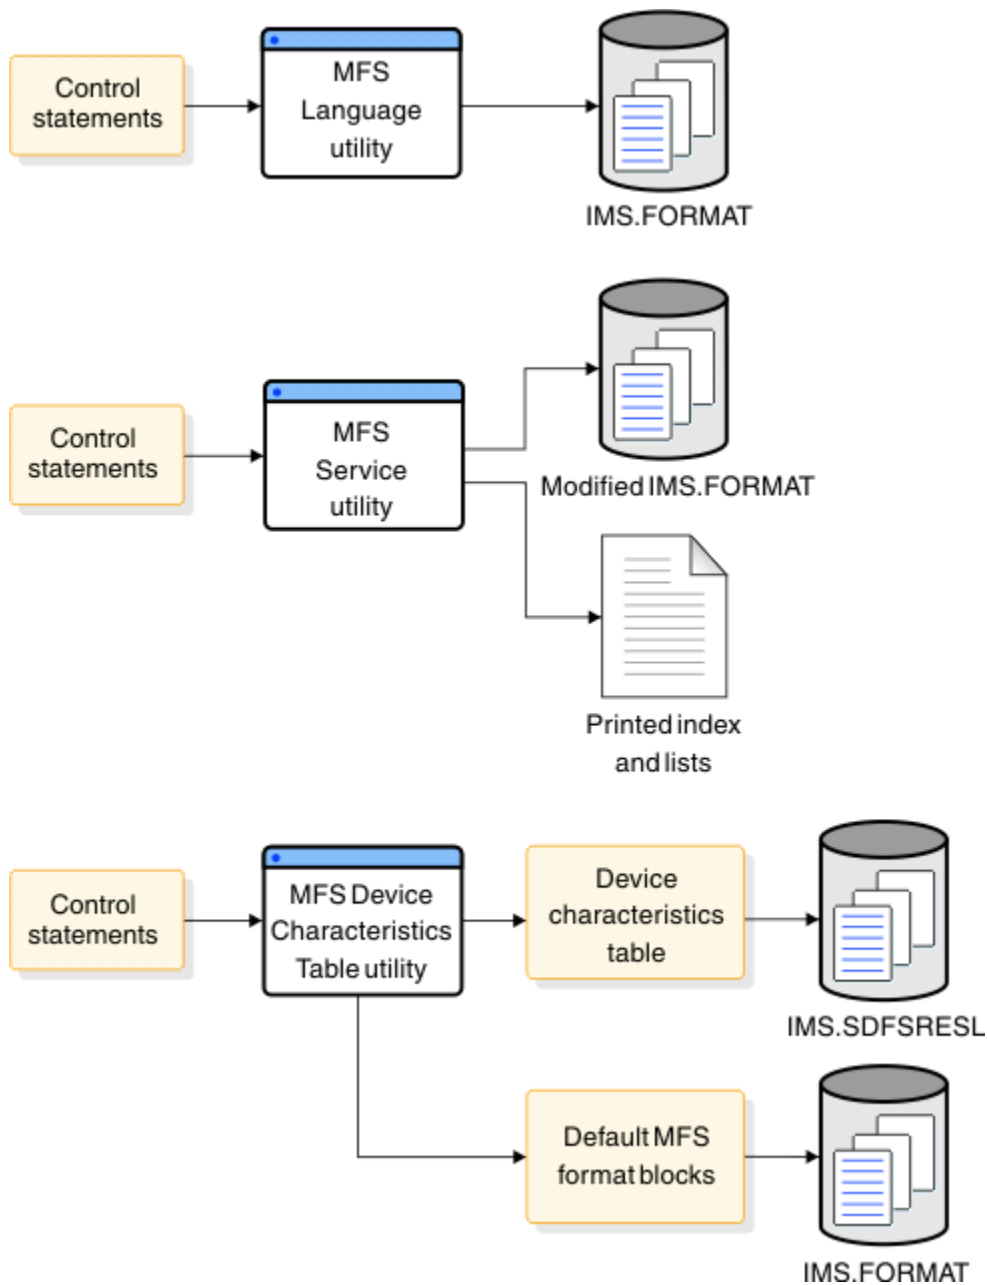 Control
statements
MFS
Language
utility
IMS.FORMAT
Control
statements
MFS
Service
utility
Modified IMS.FORMAT
Printed index
and lists
Control
statements
MFS Device
Characteristics
Table utility
Device
characteristics
table
IMS.SDFSRESL
Default MFS
format blocks
IMS.FORMAT